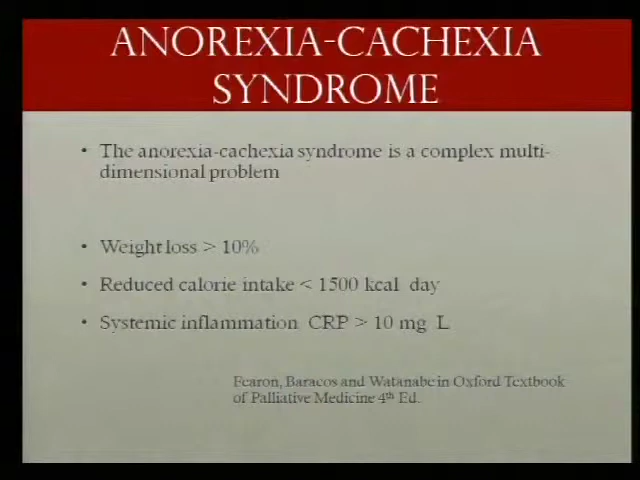 ANOREXIA-CACHEXIA
SYNDROME
• The anorexia-cachexia syndrome is a complex multi-
dimensional problem
• Weight loss > 10%
• Reduced calorie intake < 1500 kcal day
• Systemic inflammation CRP > 10 mg L
Fearon, Baracos and Watanabe in Oxford Textbook
of Palliative Medicine 4th Ed.